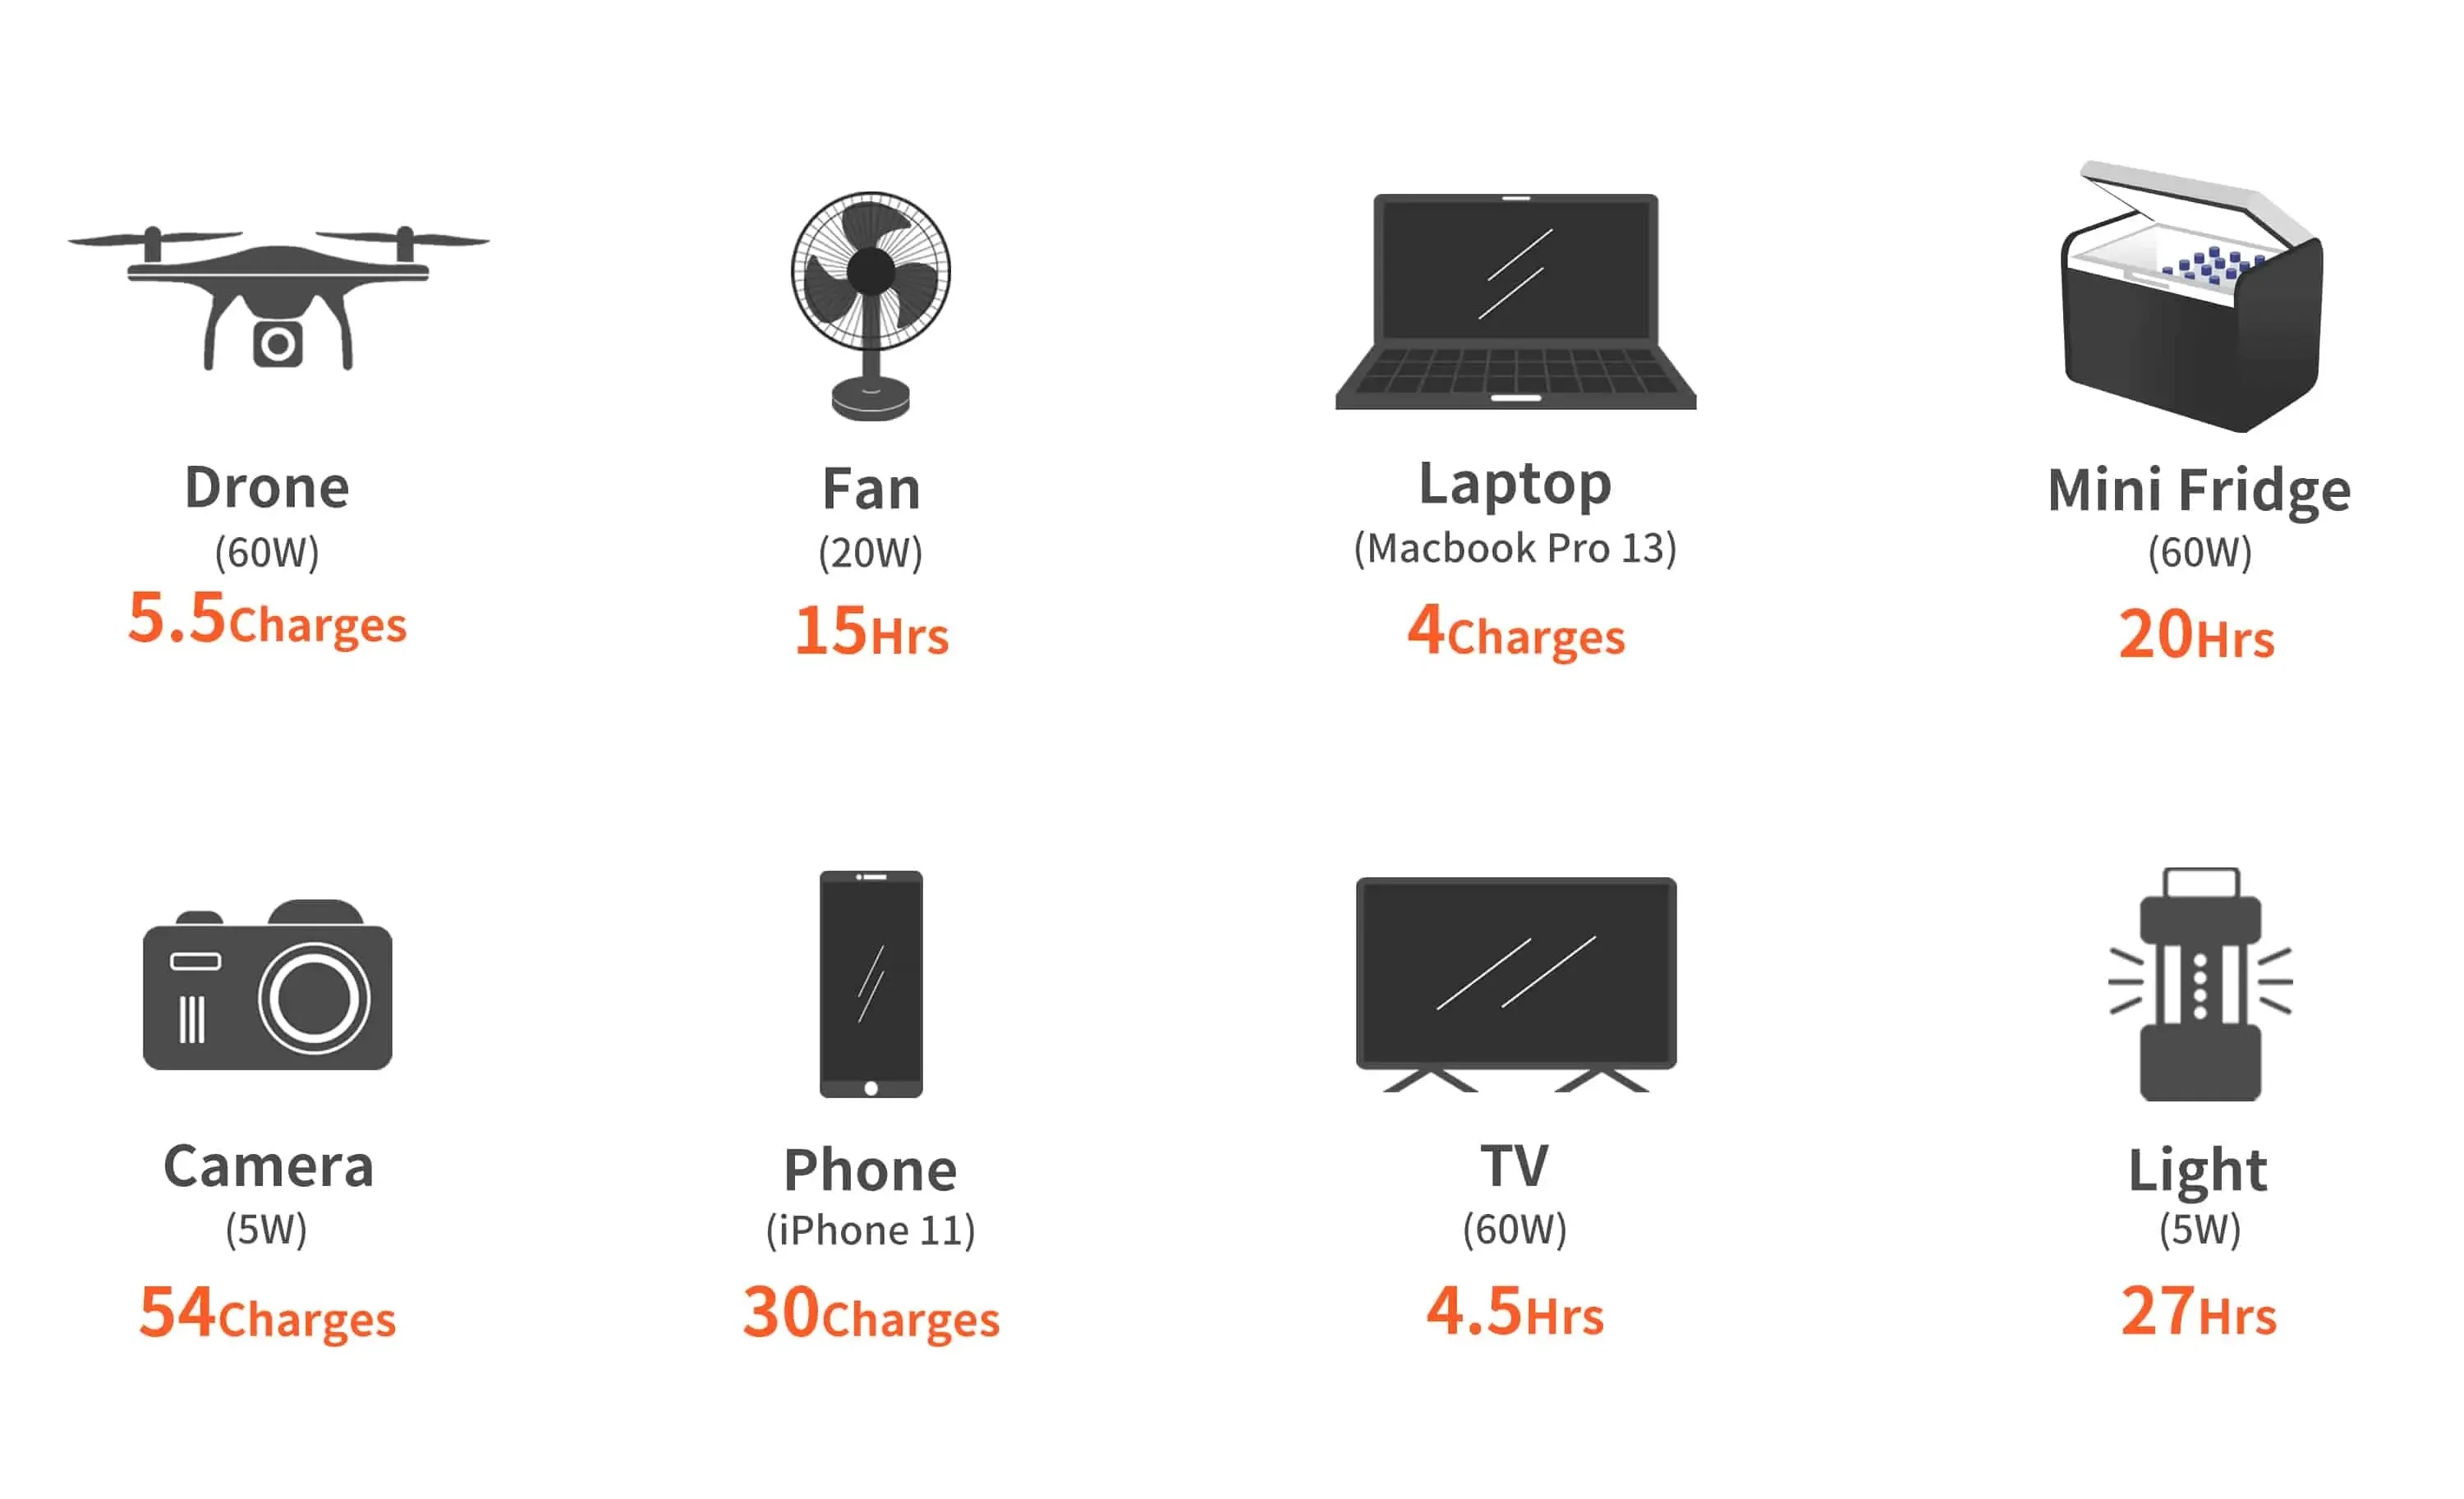 Drone
(60W)
5.5Charges
Fan
(20W)
15Hrs
Laptop
(Macbook Pro 13)
4Charges
Mini Fridge
(60W)
20Hrs
Camera
(5W)
54Charges
Phone
(iPhone 11)
30Charges
TV
(60W)
4.5Hrs
Light
(5W)
27Hrs